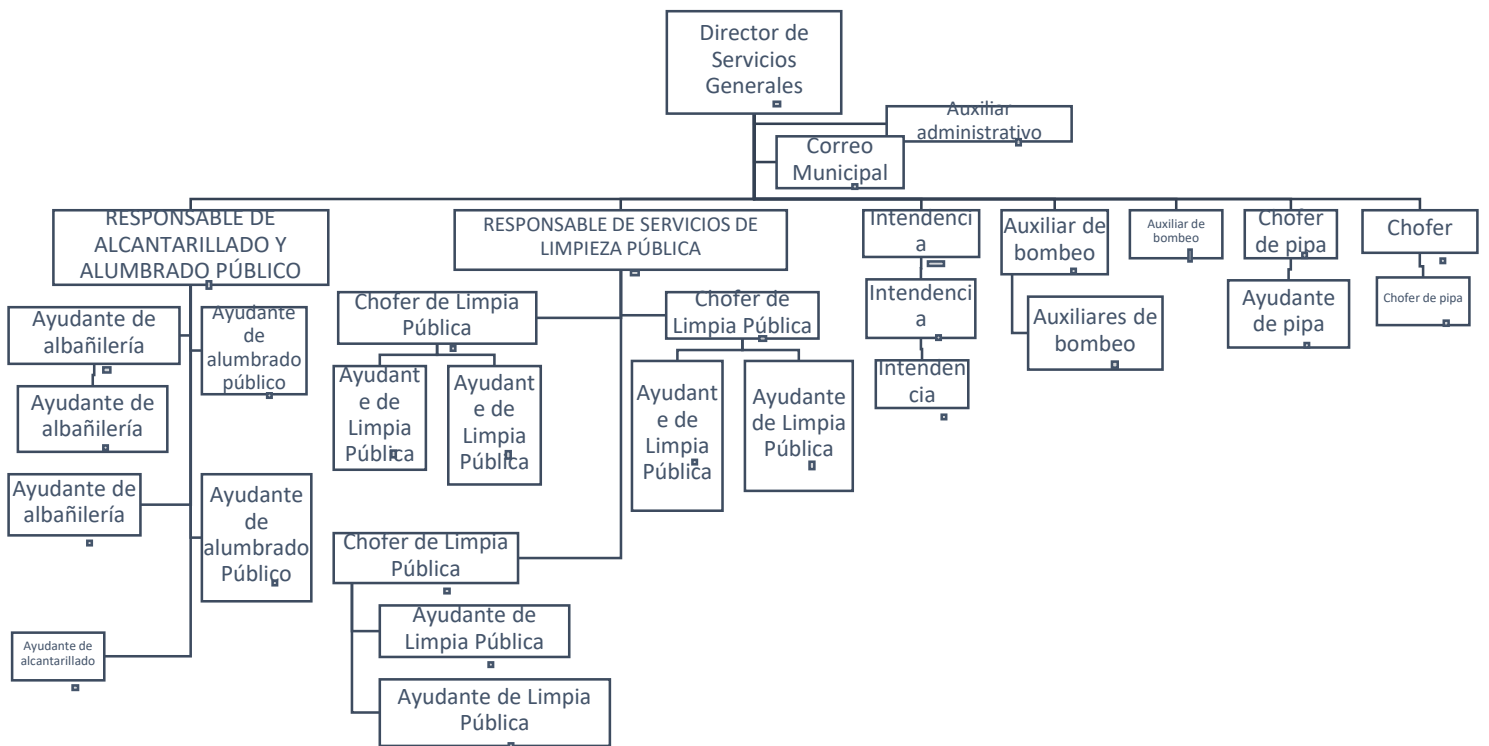 Director de
Servicios
Generales
Auxiliar
administrativo
Correo
Municipal
RESPONSABLE DE
ALCANTARILLADO Y
ALUMBRADO PÚBLICO
RESPONSABLE DE SERVICIOS DE
LIMPIEZA PÚBLICA
Intendenci
a
Auxiliar de
bombeo
Auxiliar de
bombeo
Chofer
de pipa
Chofer
Ayudante de
albañilería
Ayudante
de
alumbrado
público
Chofer de Limpia
Pública
Chofer de
Limpia Pública
Intendenci
a
Auxiliares de
bombeo
Ayudante
de pipa
Chofer de pipa
Ayudante de
albañilería
Ayudant
e de
Limpia
Pública
Ayudant
e de
Limpia
Pública
Ayudant
e de
Limpia
Pública
Ayudante
de Limpia
Pública
Intenden
cia
Ayudante de
albañilería
Ayudante
de
alumbrado
Público
Chofer de Limpia
Pública
Ayudante de
Limpia Pública
Ayudante de
alcantarillado
Ayudante de Limpia
Pública